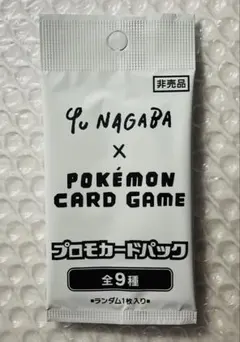 非売品
YU NAGABA
×
POKÉMON
CARD GAME
プロモカードパック
全9種
●ランダム1枚入り●